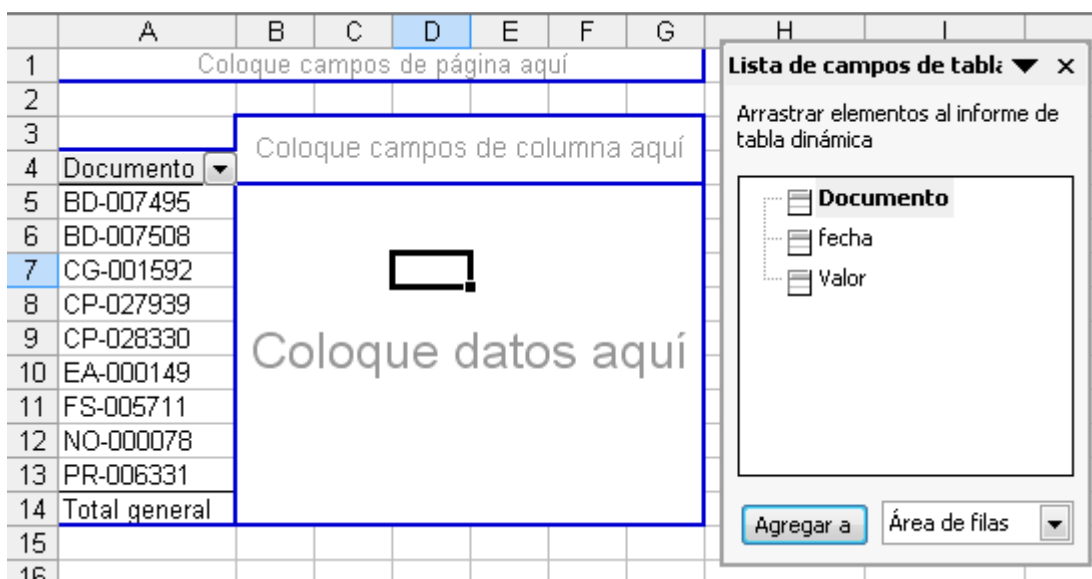 A B C D E F G H I
1 Coloque campos de página aquí
2
3 Coloque campos de columna aquí
4 Documento
5 BD-007495
6 BD-007508
7 CG-001592
8 CP-027939
9 CP-028330
10 EA-000149
11 FS-005711
12 NO-000078
13 PR-006331
14 Total general
15
16
Coloque datos aquí
Lista de campos de tabla
Arrastrar elementos al informe de
tabla dinámica
Documento
fecha
Valor
Agregar a Área de filas